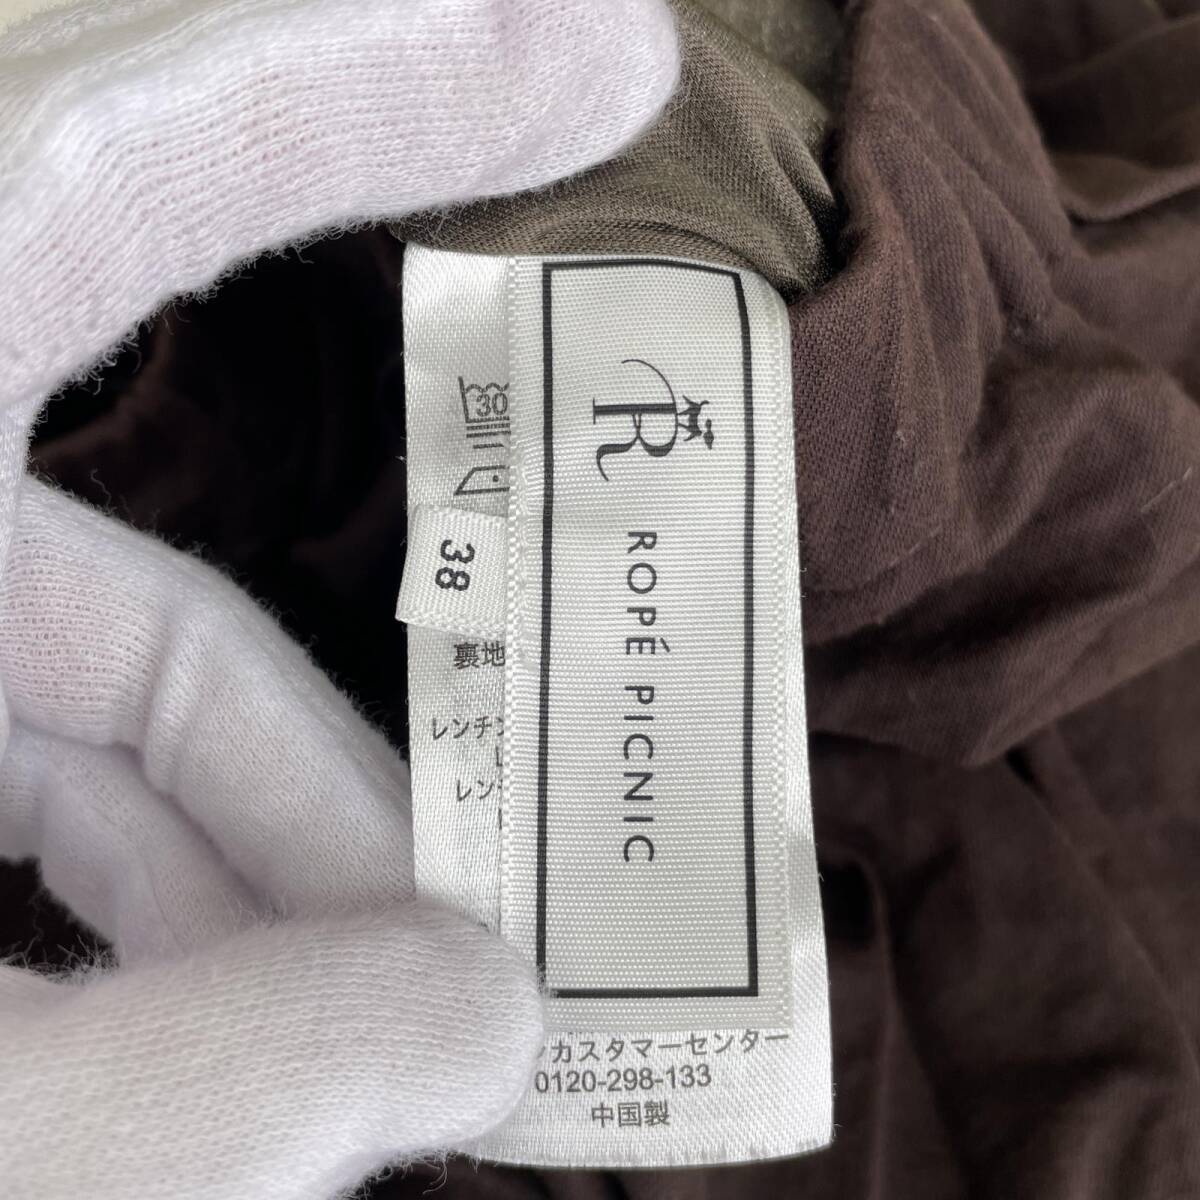 R
ROPÉ PICNIC
30
38
裏地
レンチン
レン
カスタマーセンター
0120-298-133
中国製